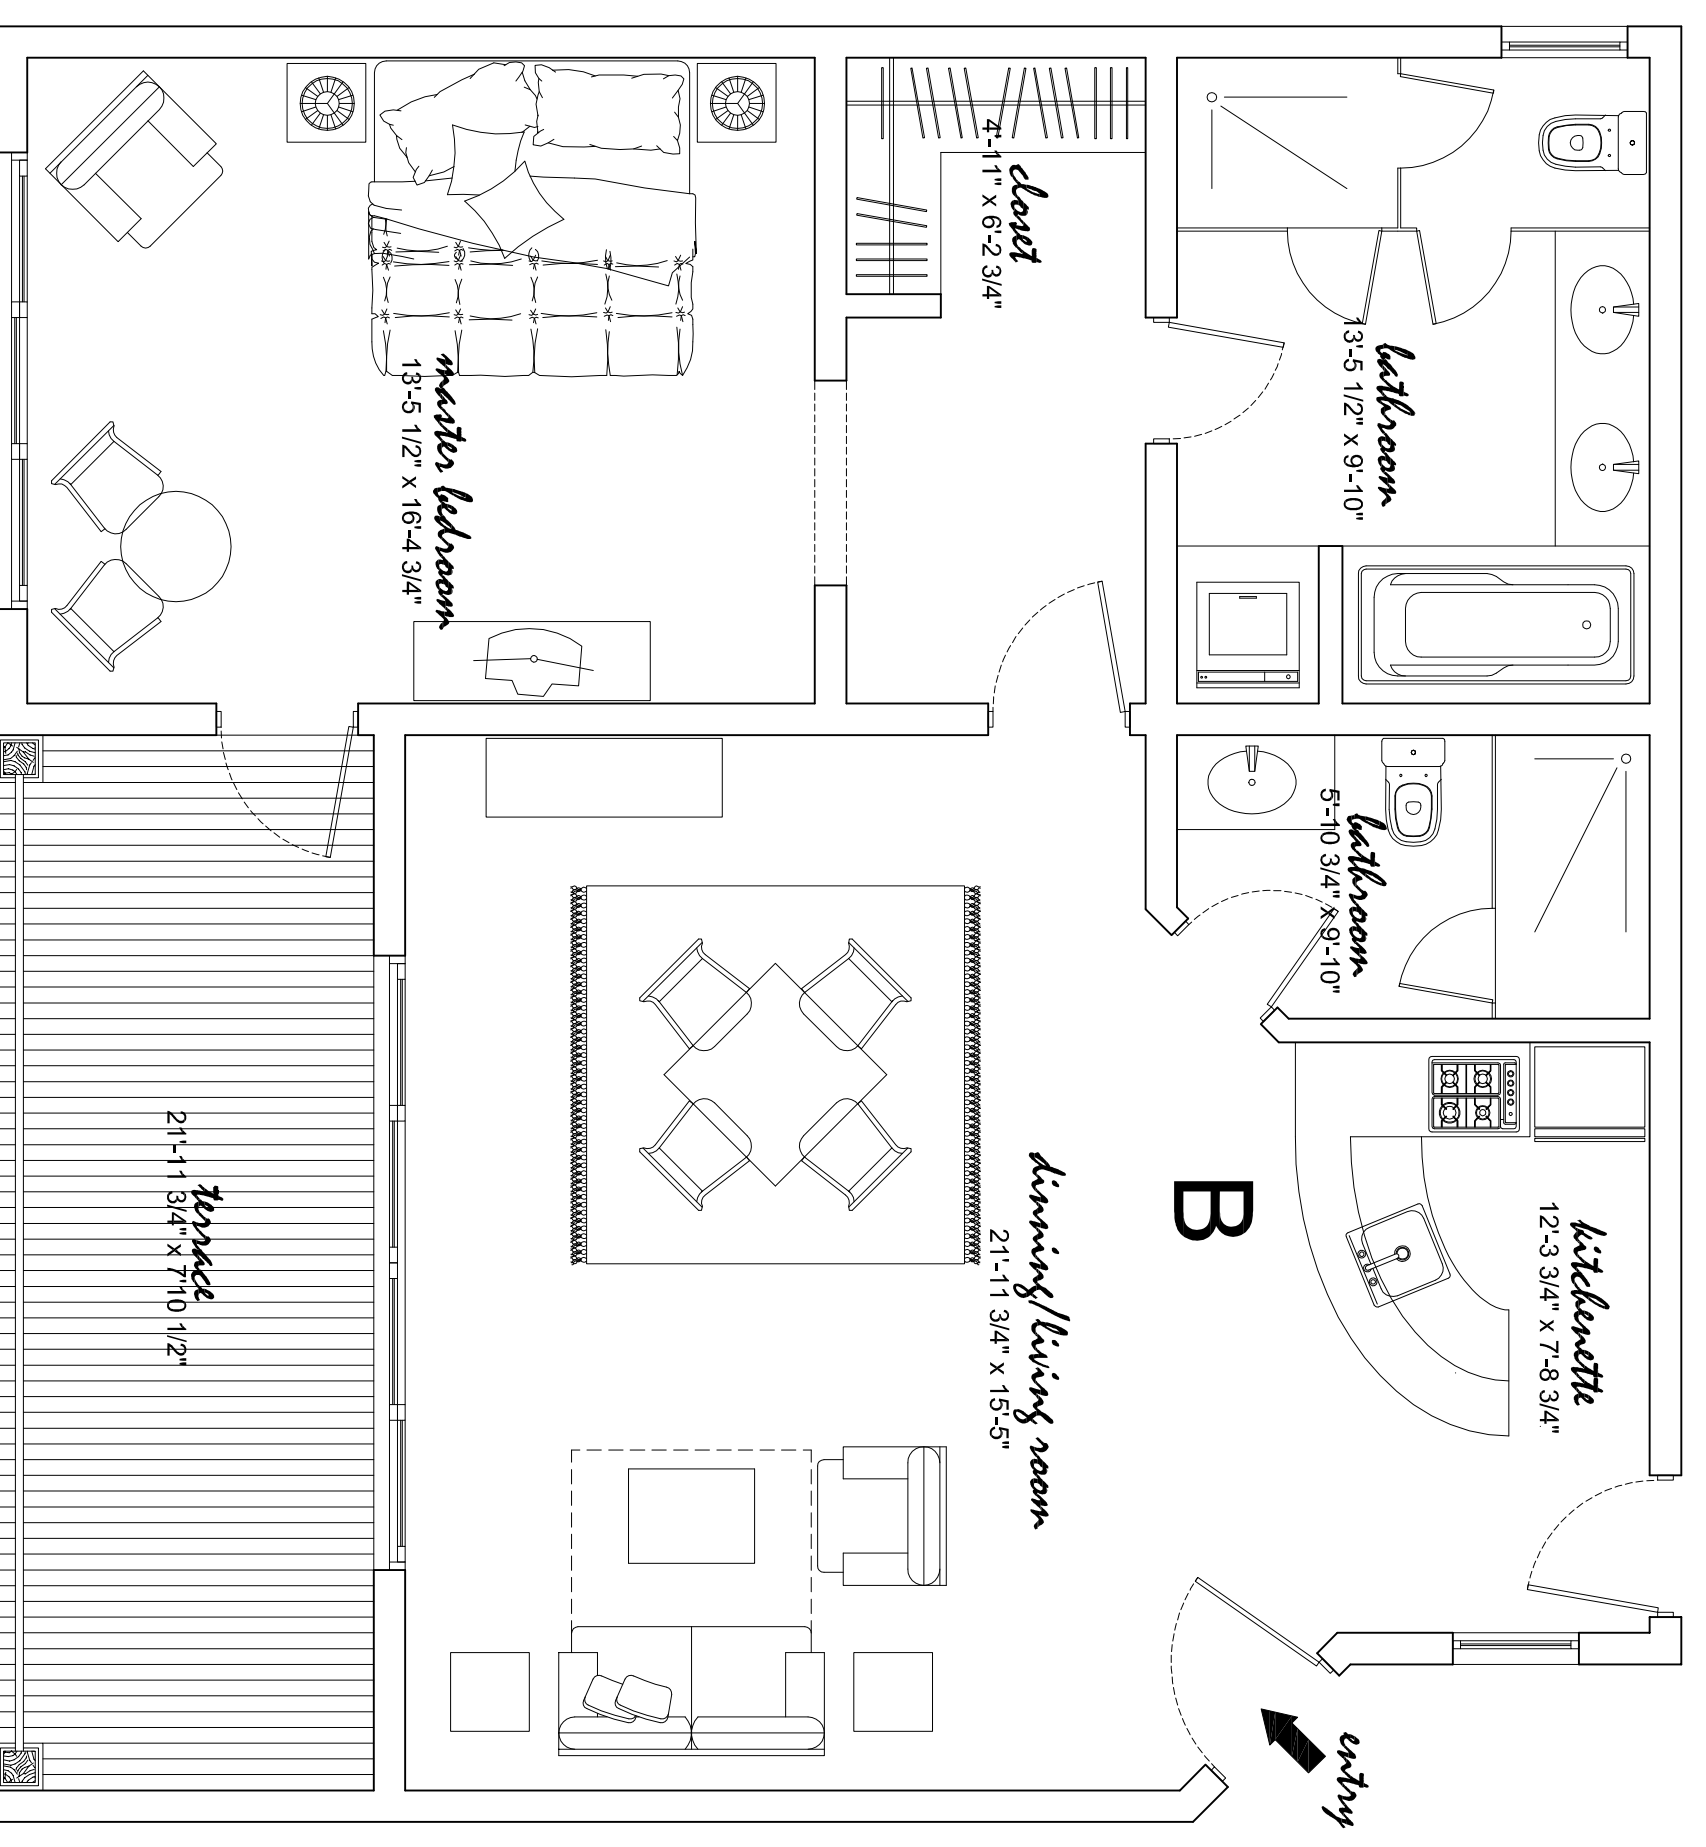 closet
4'-11" x 6'-2 3/4"
bathroom
13'-5 1/2" x 9'-10"
master bedroom
13'-5 1/2" x 16'-4 3/4"
bathroom
5'-10 3/4" x 9'-10"
kitchenette
12'-3 3/4" x 7'-8 3/4"
B
dinning/living room
21'-11 3/4" x 15'-5"
terrace
21'-11 3/4" x 7'10 1/2"
entry